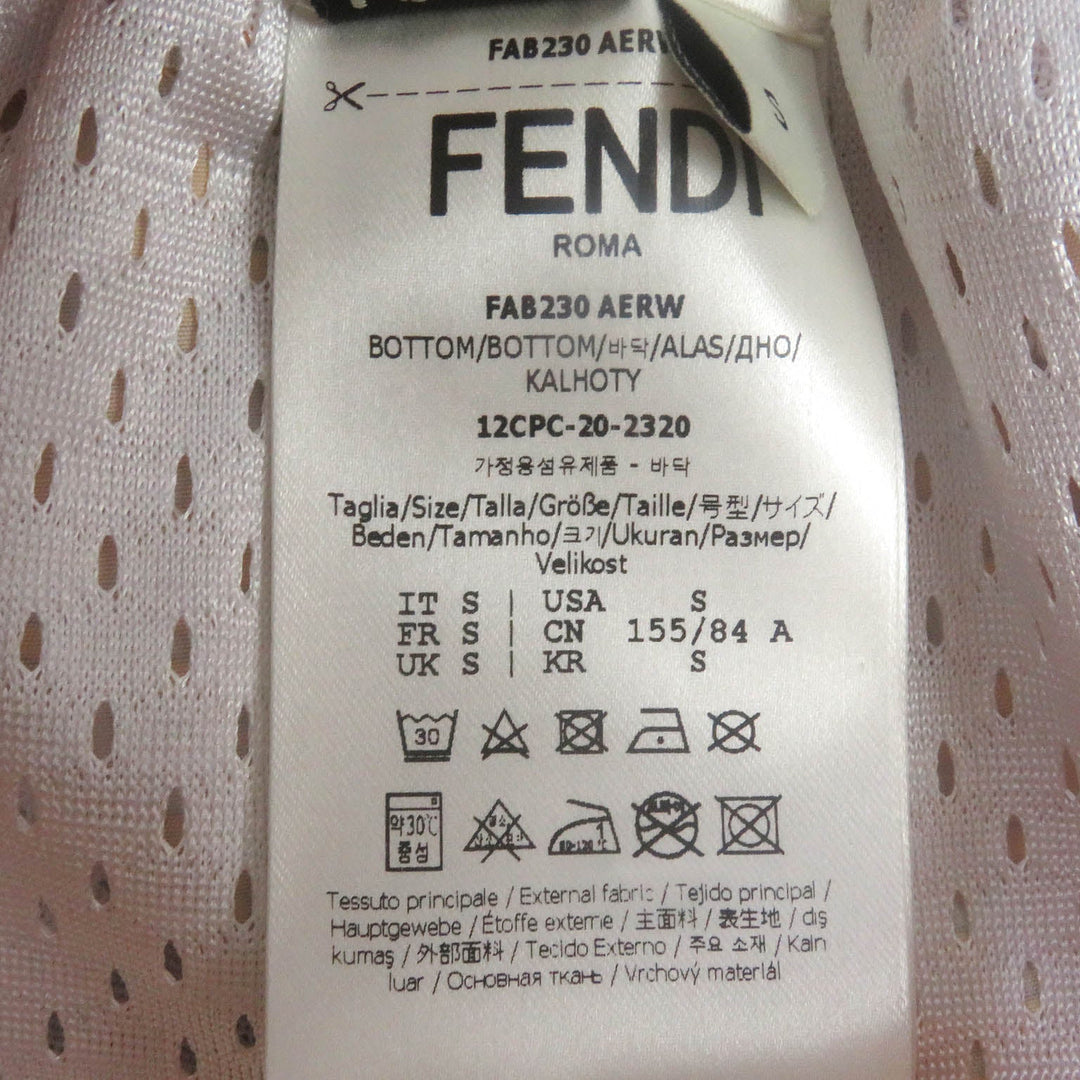 FAB230
FENDI
ROMA
FAB230 AERW
BOTTOM/BOTTOM/바닥/ALAS/ДНО/
KALHOTY
12CPC-20-2320
가정용섬유제품 - 바닥
Taglia/Size/Talla/Größe/Taille/号型/サイズ/
Beden/Tamanho/크기/Ukuran/Размер/
Velikost
IT S | USA S
FR S | CN 155/84 A
UK S | KR S
30
약30℃
중성
Tessuto principale / External fabric / Tejido principal /
Hauptgewebe / Étoffe externe / 主面料 / 表生地 / dış
kumaş / 外部面料 / Tecido Externo / 주요 소재 / Kain
luar / Основная ткань / Vrchový materiál